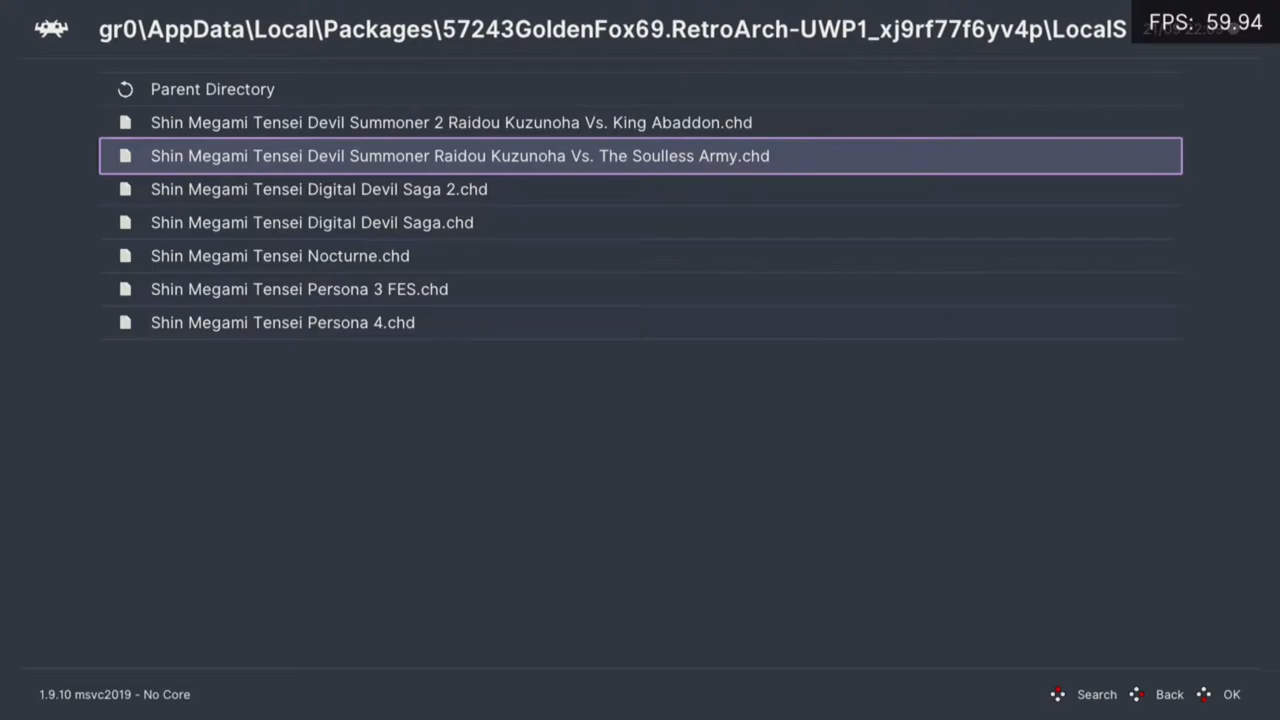 gr0\AppData\Local\Packages\57243GoldenFox69.RetroArch-UWP1_xj9rf77f6yv4p\LocalS
FPS: 59.94
Parent Directory
Shin Megami Tensei Devil Summoner 2 Raidou Kuzunoha Vs. King Abaddon.chd
Shin Megami Tensei Devil Summoner Raidou Kuzunoha Vs. The Soulless Army.chd
Shin Megami Tensei Digital Devil Saga 2.chd
Shin Megami Tensei Digital Devil Saga.chd
Shin Megami Tensei Nocturne.chd
Shin Megami Tensei Persona 3 FES.chd
Shin Megami Tensei Persona 4.chd
1.9.10 msvc2019 - No Core
Search Back OK